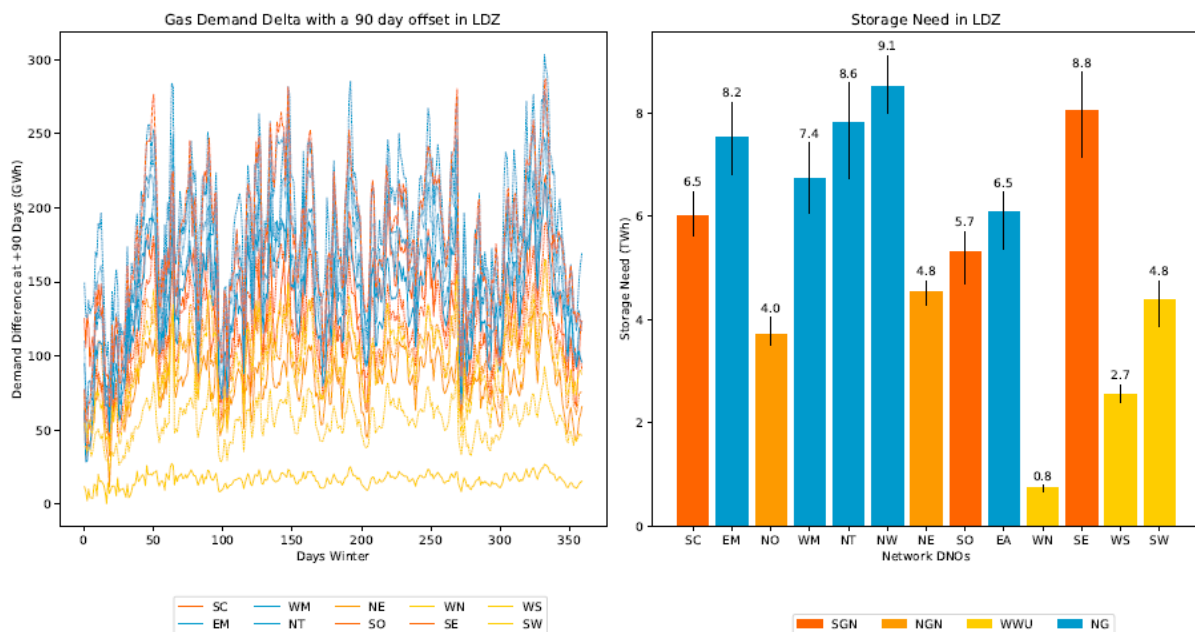 Gas Demand Delta with a 90 day offset in LDZ
Demand Difference at +90 Days (GWh)
300
250
200
150
100
50
0
0 50 100 150 200 250 300 350
Days Winter
SC WM NE WN WS
EM NT SO SE SW
Storage Need in LDZ
Storage Need (TWh)
8
6
4
2
0
6.5
8.2
4.0
7.4
8.6
9.1
4.8
5.7
6.5
0.8
8.8
2.7
4.8
SC EM NO WM NT NW NE SO EA WN SE WS SW
Network DNOs
SGN NGN WWU NG